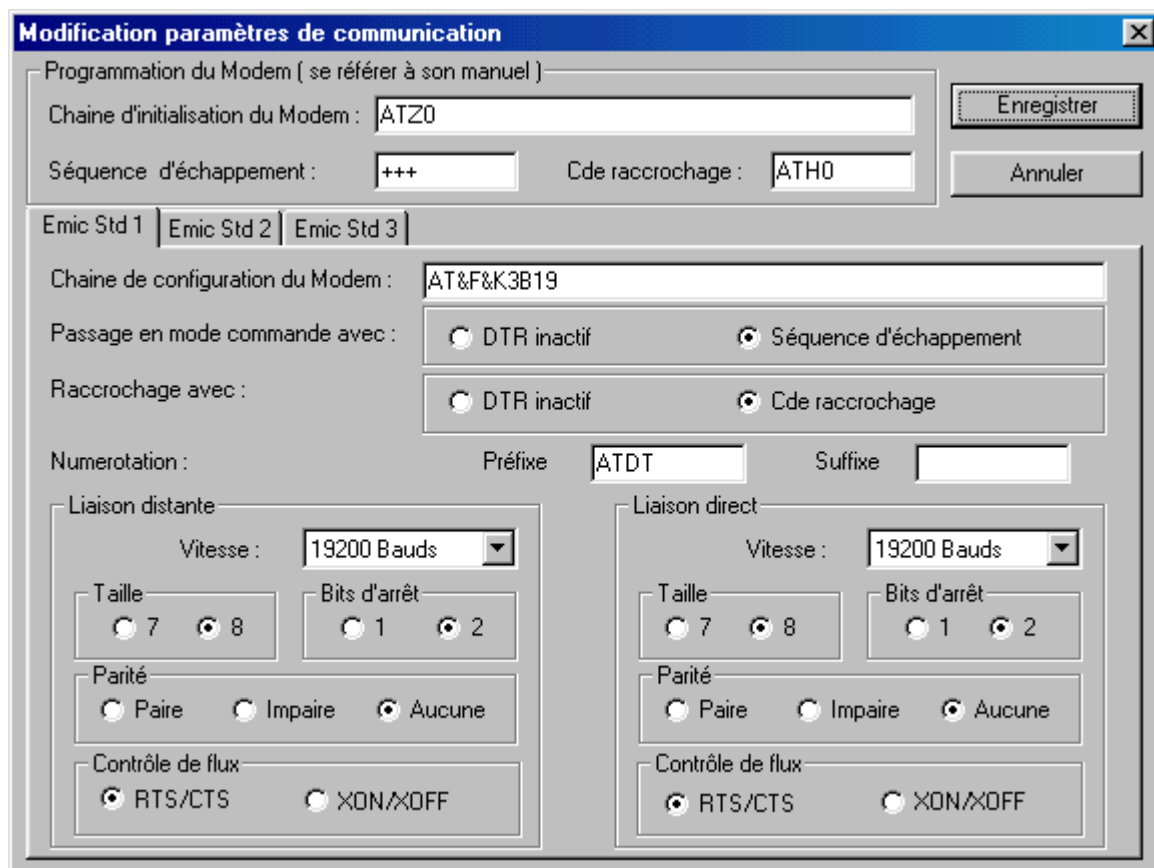 Modification paramètres de communication
Programmation du Modem ( se référer à son manuel )
Chaine d'initialisation du Modem : ATZ0
Enregistrer
Séquence d'échappement : +++ Cde raccrochage : ATH0
Annuler
Emic Std 1 Emic Std 2 Emic Std 3
Chaine de configuration du Modem : AT&F&K3B19
Passage en mode commande avec : DTR inactif Séquence d'échappement
Raccrochage avec : DTR inactif Cde raccrochage
Numerotation : Préfixe ATDT Suffixe
Liaison distante Liaison direct
Vitesse : 19200 Bauds Vitesse : 19200 Bauds
Taille Bits d'arrêt Taille Bits d'arrêt
7 8 1 2 7 8 1 2
Parité Parité
Paire Impaire Aucune Paire Impaire Aucune
Contrôle de flux Contrôle de flux
RTS/CTS XON/XOFF RTS/CTS XON/XOFF